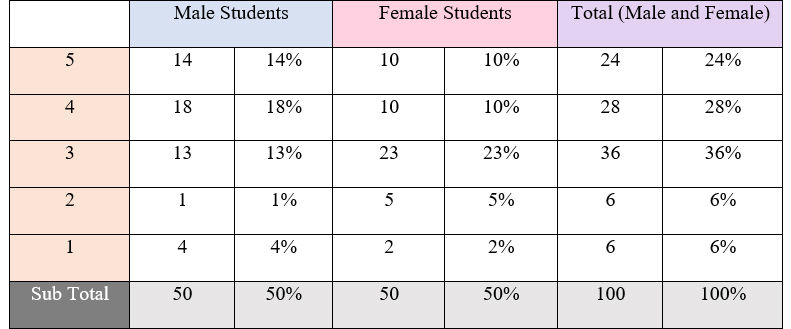 Male Students Female Students Total (Male and Female)
5 14 14% 10 10% 24 24%
4 18 18% 10 10% 28 28%
3 13 13% 23 23% 36 36%
2 1 1% 5 5% 6 6%
1 4 4% 2 2% 6 6%
Sub Total 50 50% 50 50% 100 100%